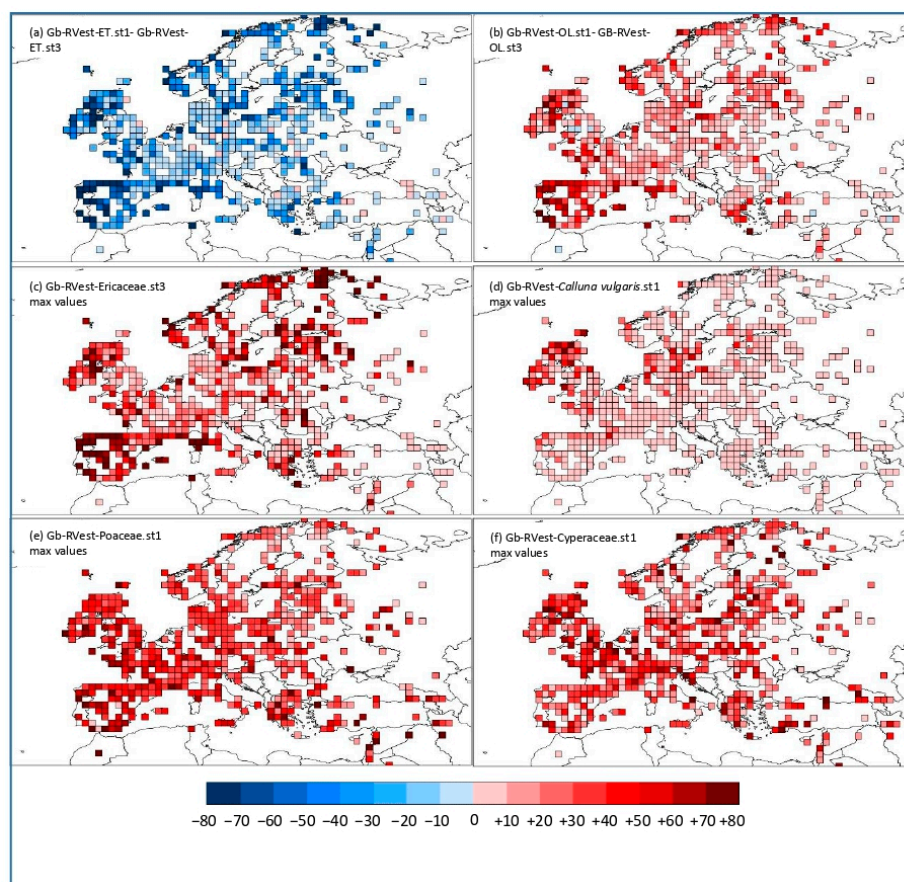 (a) Gb-RVest-ET.st1- Gb-RVest-
ET.st3
(b) Gb-RVest-OL.st1- GB-RVest-
OL.st3
(c) Gb-RVest-Ericaceae.st3
max values
(d) Gb-RVest-Calluna vulgaris.st1
max values
(e) Gb-RVest-Poaceae.st1
max values
(f) Gb-RVest-Cyperaceae.st1
max values
−80 −70 −60 −50 −40 −30 −20 −10 0 +10 +20 +30 +40 +50 +60 +70 +80